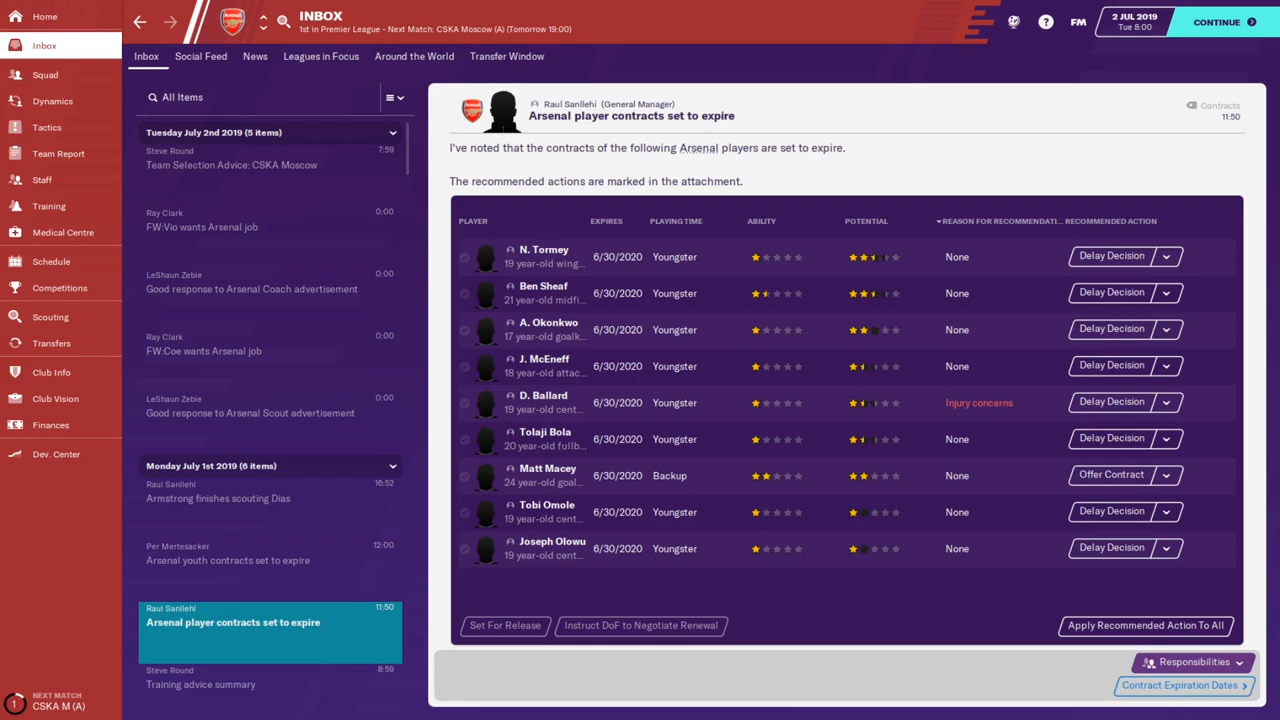 Home
Inbox
Squad
Dynamics
Tactics
Team Report
Staff
Training
Medical Centre
Schedule
Competitions
Scouting
Transfers
Club Info
Club Vision
Finances
Dev. Center
1
NEXT MATCH
CSKA M (A)
INBOX
1st in Premier League - Next Match: CSKA Moscow (A) (Tomorrow 19:00)
?
FM
2 JUL 2019
Tue 8:00
CONTINUE
Inbox Social Feed News Leagues in Focus Around the World Transfer Window
All Items
Tuesday July 2nd 2019 (5 items)
Steve Round 7:59
Team Selection Advice: CSKA Moscow
Ray Clark 0:00
FW:Vio wants Arsenal job
LeShaun Zebie 0:00
Good response to Arsenal Coach advertisement
Ray Clark 0:00
FW:Coe wants Arsenal job
LeShaun Zebie 0:00
Good response to Arsenal Scout advertisement
Monday July 1st 2019 (6 items)
Raul Sanllehí 16:52
Armstrong finishes scouting Dias
Per Mertesacker 12:00
Arsenal youth contracts set to expire
Raul Sanllehí 11:50
Arsenal player contracts set to expire
Steve Round 8:59
Training advice summary
Arsenal
Raul Sanllehí (General Manager)
Arsenal player contracts set to expire
Contracts
11:50
I've noted that the contracts of the following Arsenal players are set to expire.
The recommended actions are marked in the attachment.
PLAYER EXPIRES PLAYING TIME ABILITY POTENTIAL REASON FOR RECOMMENDATI... RECOMMENDED ACTION
N. Tormey
19 year-old wing... 6/30/2020 Youngster None Delay Decision
Ben Sheaf
21 year-old midfi... 6/30/2020 Youngster None Delay Decision
A. Okonkwo
17 year-old goalk... 6/30/2020 Youngster None Delay Decision
J. McEneff
18 year-old attac... 6/30/2020 Youngster None Delay Decision
D. Ballard
19 year-old cent... 6/30/2020 Youngster Injury concerns Delay Decision
Tolaji Bola
20 year-old fullb... 6/30/2020 Youngster None Delay Decision
Matt Macey
24 year-old goal... 6/30/2020 Backup None Offer Contract
Tobi Omole
19 year-old cent... 6/30/2020 Youngster None Delay Decision
Joseph Olowu
19 year-old cent... 6/30/2020 Youngster None Delay Decision
Set For Release Instruct DoF to Negotiate Renewal Apply Recommended Action To All
Responsibilities
Contract Expiration Dates